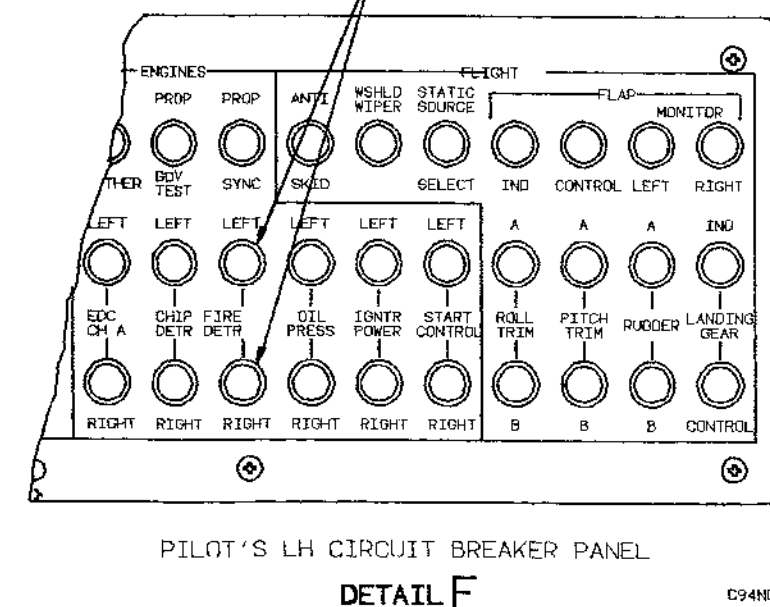 ENGINES FLIGHT
PROP PROP ANTI WSHLD WIPER STATIC SOURCE FLAP
MONITOR
THER GOV TEST SYNC SKID SELECT IND CONTROL LEFT RIGHT
LEFT LEFT LEFT LEFT LEFT LEFT A A A IND
EDC CH A CHIP DETR FIRE DETR OIL PRESS IGNTR POWER START CONTROL ROLL TRIM PITCH TRIM RUDDER LANDING GEAR
RIGHT RIGHT RIGHT RIGHT RIGHT RIGHT B B B CONTROL
PILOT'S LH CIRCUIT BREAKER PANEL
DETAIL F